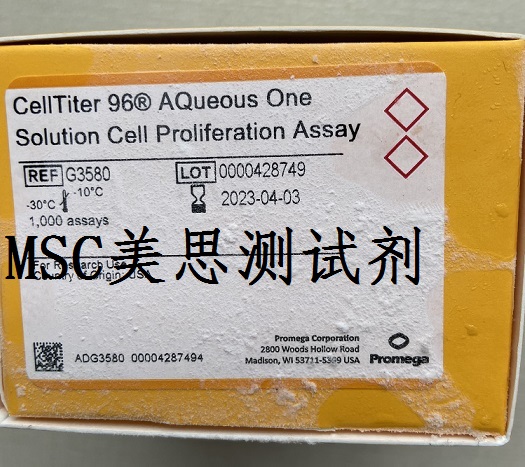 CellTiter 96® AQueous One
Solution Cell Proliferation Assay
REF G3580
LOT 0000428749
-30°C -10°C
2023-04-03
1,000 assays
MSC美思测试剂
For Research Use
Country of Origin: USA
ADG3580 00004287494
Promega Corporation
2800 Woods Hollow Road
Madison, WI 53711-5399 USA
Promega